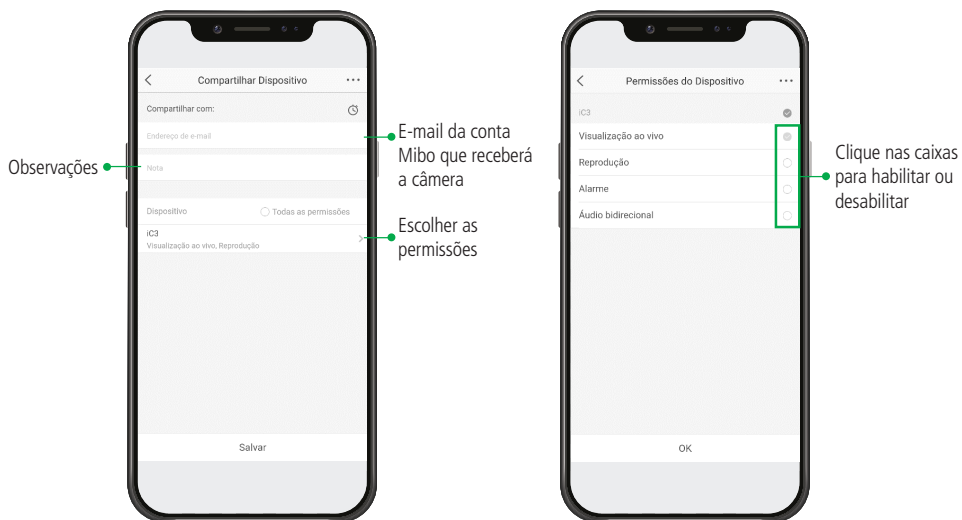 Compartilhar Dispositivo
Compartilhar com:
Endereço de e-mail
Nota
Dispositivo
Todas as permissões
iC3
Visualização ao vivo, Reprodução
Salvar
Observações
E-mail da conta
Mibo que receberá
a câmera
Escolher as
permissões
Permissões do Dispositivo
iC3
Visualização ao vivo
Reprodução
Alarme
Áudio bidirecional
OK
Clique nas caixas
para habilitar ou
desabilitar